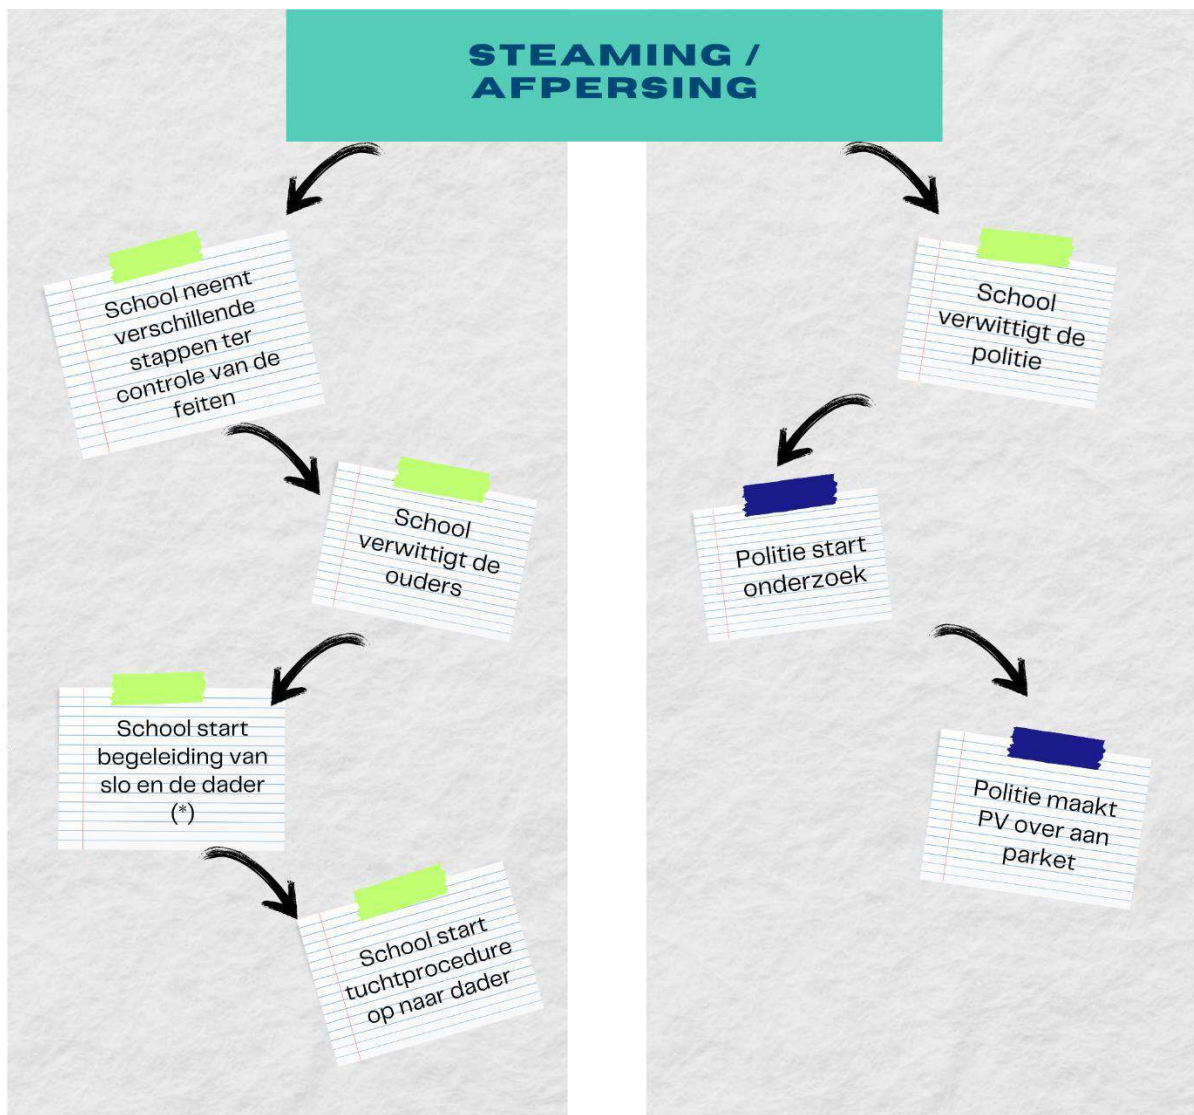 STEAMING /
AFPERSING
School neemt
verschillende
stappen ter
controle van de
feiten
School
verwittigt de
ouders
School start
begeleiding van
slo en de dader
(*)
School start
tuchtprocedure
op naar dader
School
verwittigt de
politie
Politie start
onderzoek
Politie maakt
PV over aan
parket